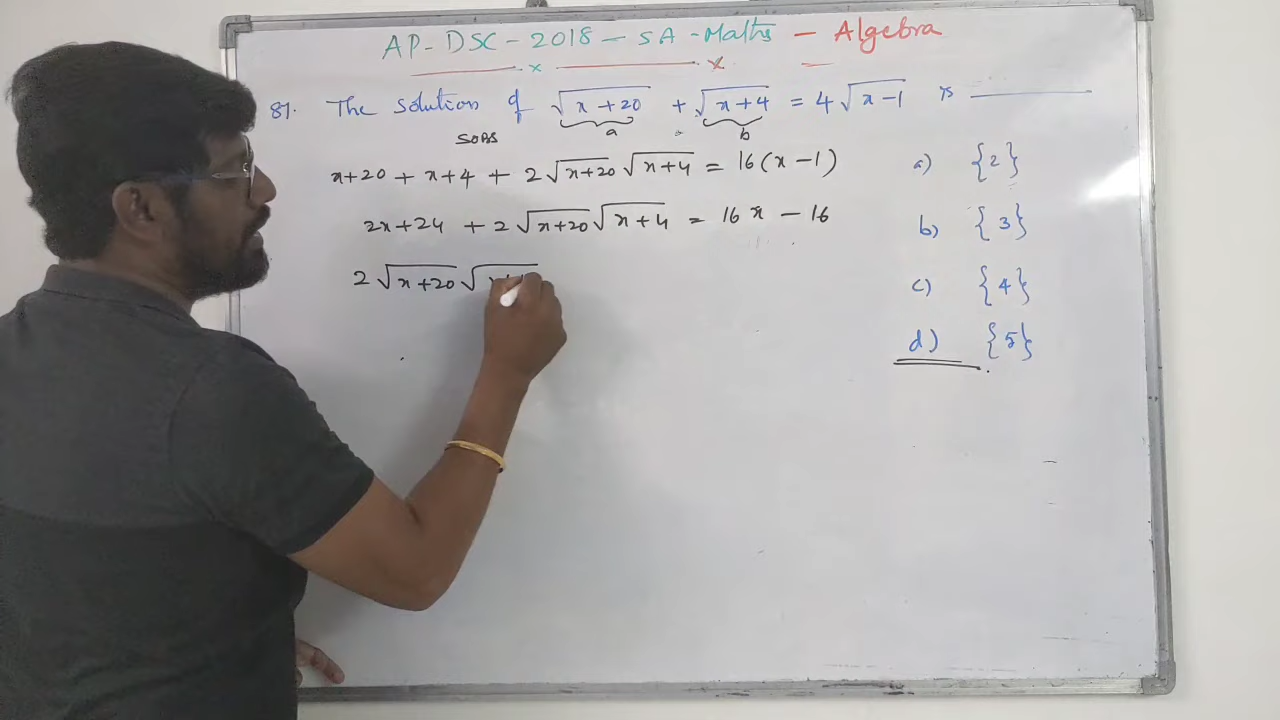 AP-DSC-2018-SA-Maths-Algebra
81. The solution of √(x+20) + √(x+4) = 4√(x-1) is ________
a b
SOBS
x+20 + x+4 + 2√(x+20)√(x+4) = 16(x-1)
a) {2}
2x+24 + 2√(x+20)√(x+4) = 16x - 16
b) {3}
2√(x+20)√
c) {4}
d) {5}